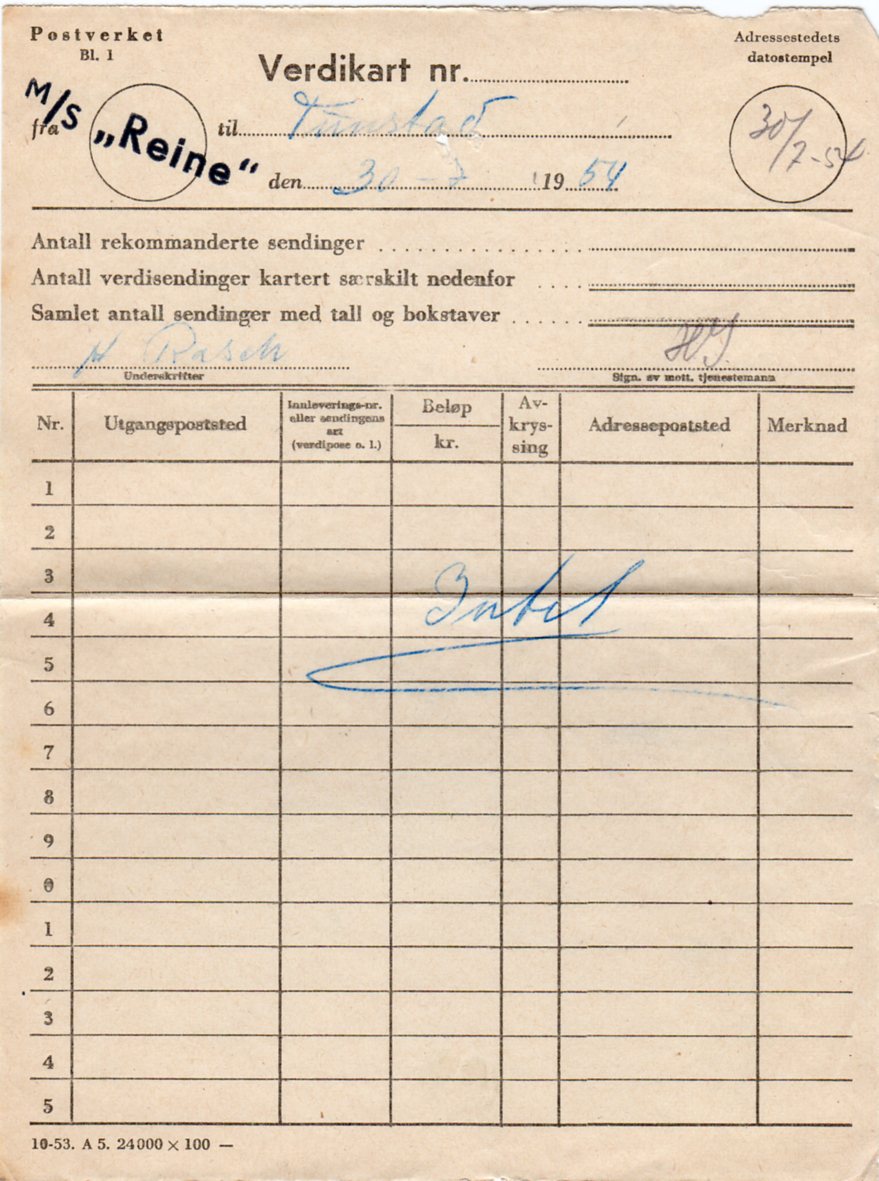 Postverket
Bl. 1
Verdikart nr.
Adressestedets
datostempel
M/S „Reine“
fra
til Tunstad
30/7-54
den 30-7 1954
Antall rekommanderte sendinger
Antall verdisendinger kartert særskilt nedenfor
Samlet antall sendinger med tall og bokstaver
H Rasch
Underskrifter
Sign. av mott. tjenestemann
Nr.
Utgangspoststed
Innleverings-nr.
eller sendingens
art
(verdipose o. l.)
Beløp
kr.
Av-
krys-
sing
Adressepoststed
Merknad
1
2
3
4
5
6
7
8
9
0
1
2
3
4
5
Intet
10-53. A 5. 24000 × 100 —